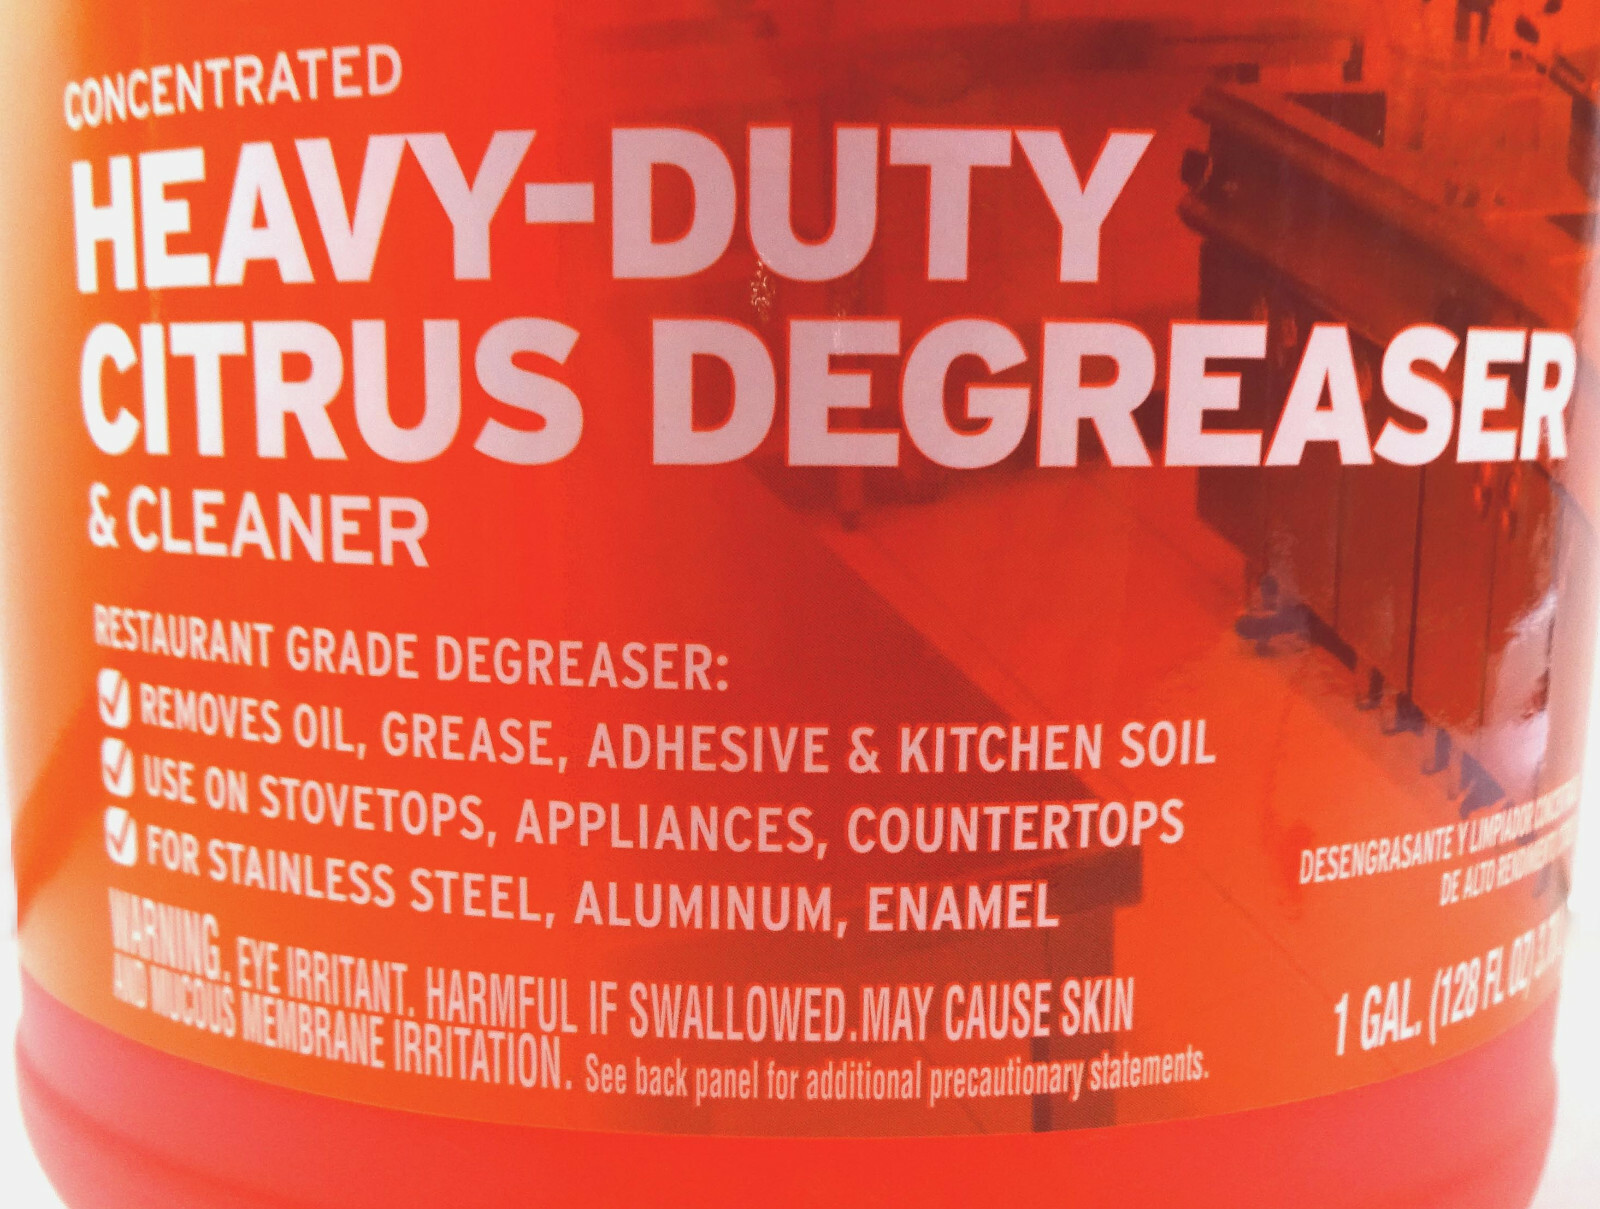 CONCENTRATED
HEAVY-DUTY
CITRUS DEGREASER
& CLEANER
RESTAURANT GRADE DEGREASER:
REMOVES OIL, GREASE, ADHESIVE & KITCHEN SOIL
USE ON STOVETOPS, APPLIANCES, COUNTERTOPS
FOR STAINLESS STEEL, ALUMINUM, ENAMEL
WARNING. EYE IRRITANT. HARMFUL IF SWALLOWED.MAY CAUSE SKIN
AND MUCOUS MEMBRANE IRRITATION. See back panel for additional precautionary statements.
DESENGRASANTE Y LIMPIADOR
DE ALTO
1 GAL. (128 FL OZ)